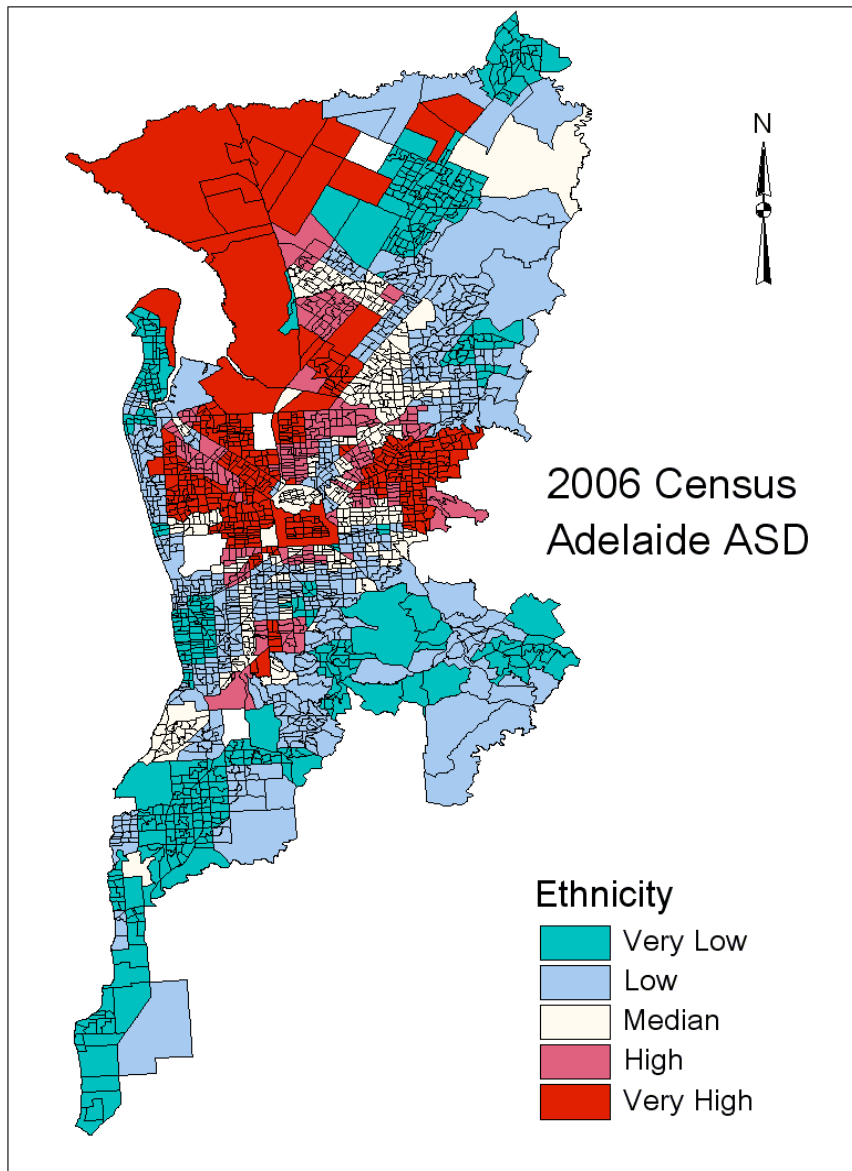 N
2006 Census
Adelaide ASD
Ethnicity
Very Low
Low
Median
High
Very High